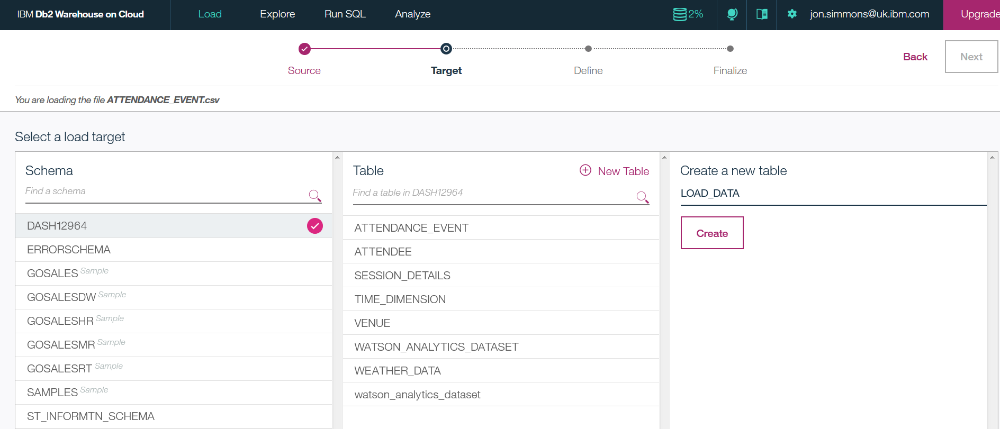 IBM Db2 Warehouse on Cloud Load Explore Run SQL Analyze 2% jon.simmons@uk.ibm.com Upgrade
Source Target Define Finalize Back Next
You are loading the file ATTENDANCE_EVENT.csv
Select a load target
Schema
Find a schema
DASH12964
ERRORSCHEMA
GOSALES Sample
GOSALESDW Sample
GOSALESHR Sample
GOSALESMR Sample
GOSALESRT Sample
SAMPLES Sample
ST_INFORMTN_SCHEMA
Table New Table
Find a table in DASH12964
ATTENDANCE_EVENT
ATTENDEE
SESSION_DETAILS
TIME_DIMENSION
VENUE
WATSON_ANALYTICS_DATASET
WEATHER_DATA
watson_analytics_dataset
Create a new table
LOAD_DATA
Create